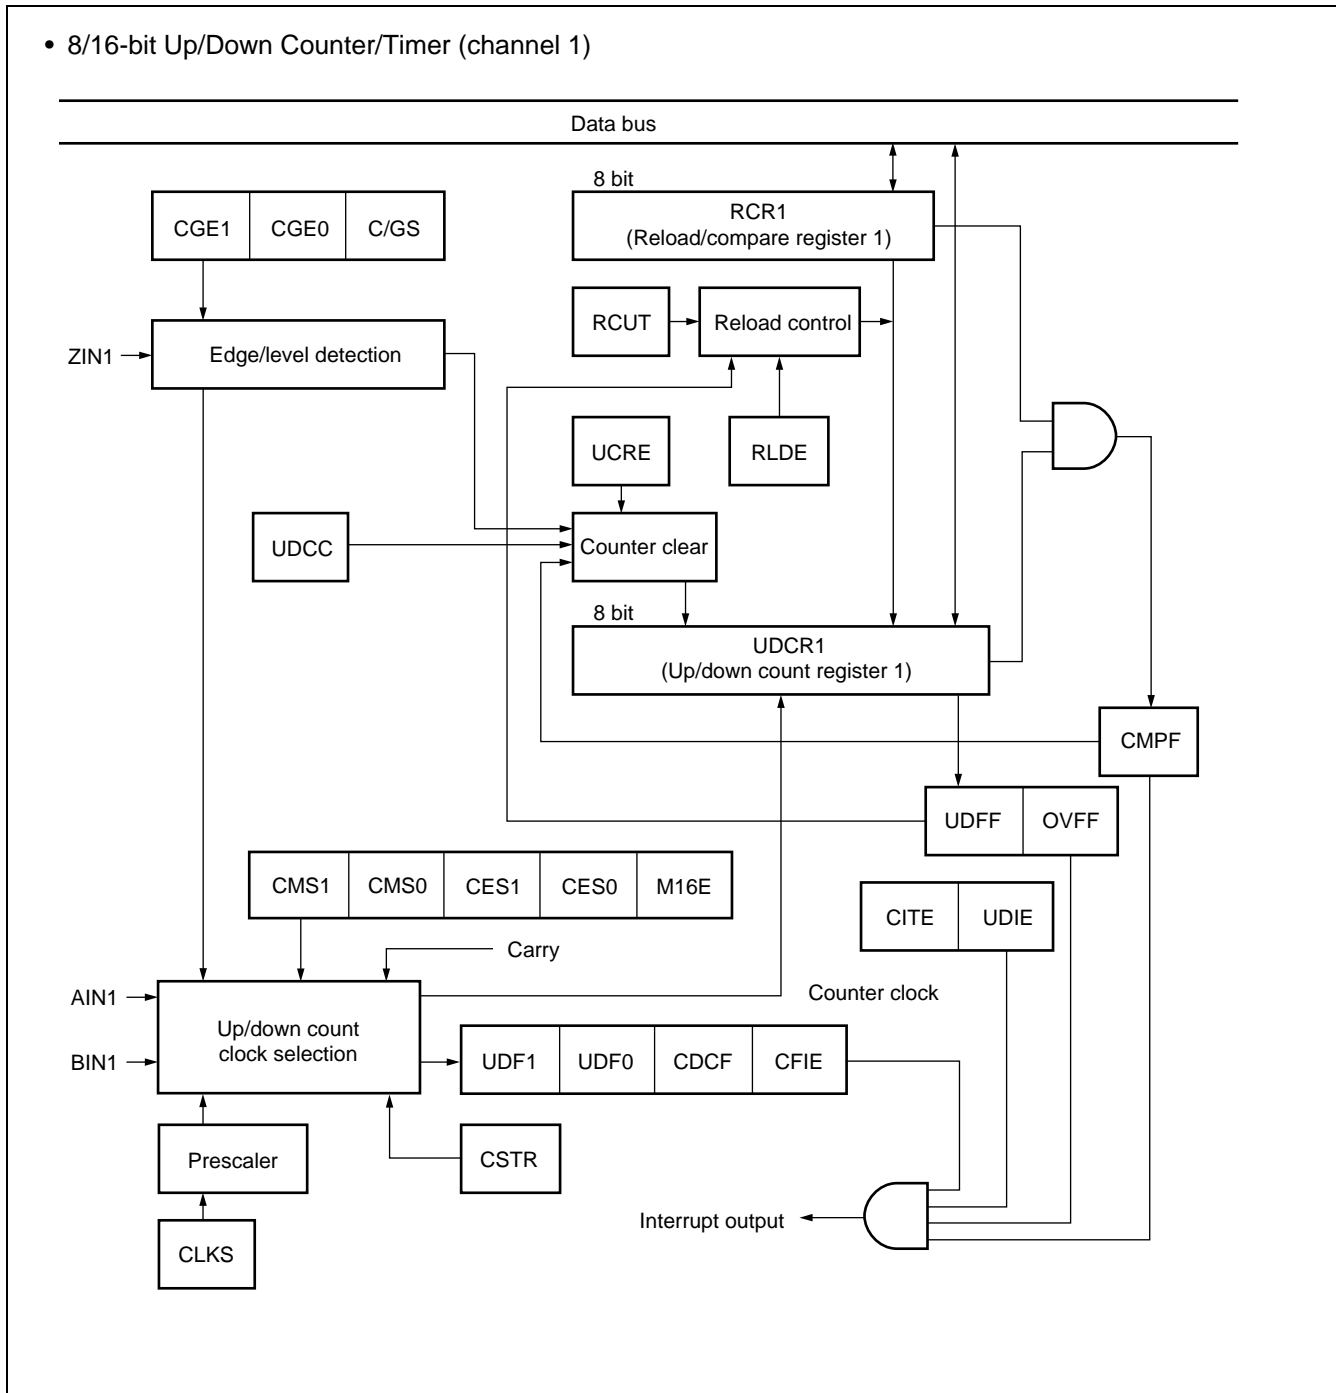 • 8/16-bit Up/Down Counter/Timer (channel 1)
Data bus
8 bit
CGE1 CGE0 C/GS
RCR1
(Reload/compare register 1)
RCUT
Reload control
ZIN1
Edge/level detection
UCRE
RLDE
UDCC
Counter clear
8 bit
UDCR1
(Up/down count register 1)
CMPF
UDFF OVFF
CMS1 CMS0 CES1 CES0 M16E
CITE UDIE
Carry
AIN1
Counter clock
Up/down count
clock selection
BIN1
UDF1 UDF0 CDCF CFIE
Prescaler
CSTR
Interrupt output
CLKS